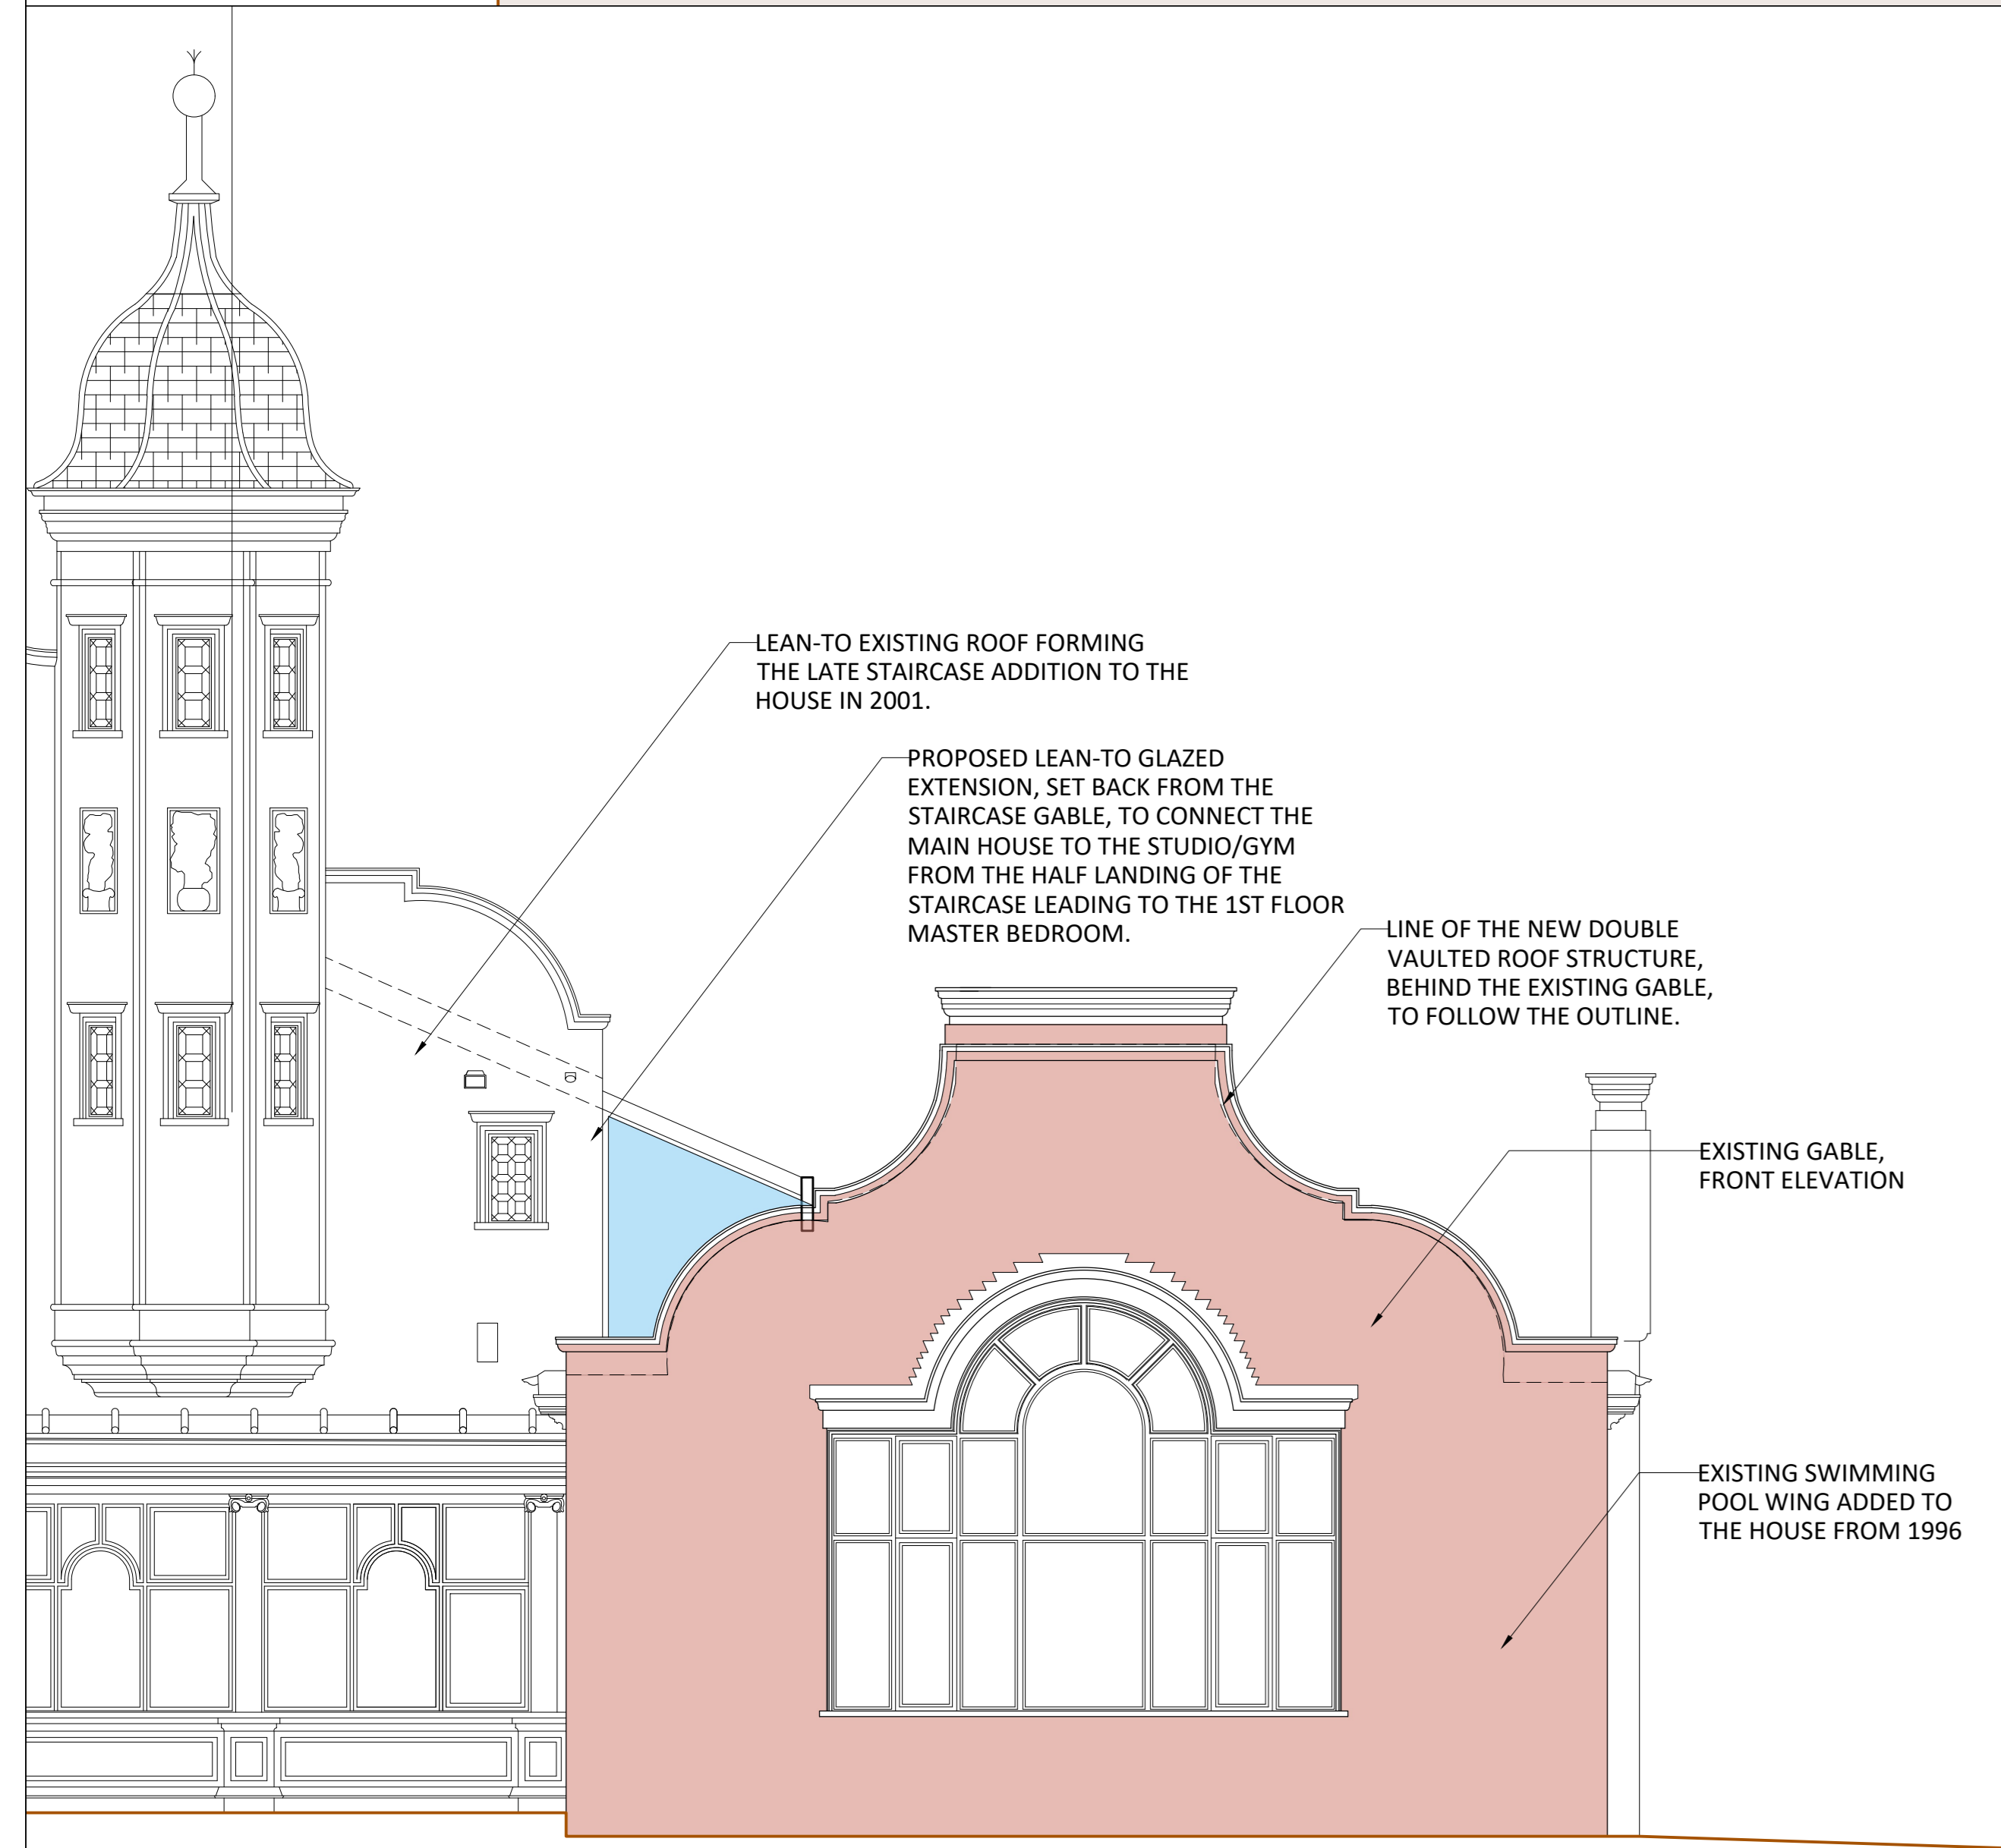 LEAN-TO EXISTING ROOF FORMING
THE LATE STAIRCASE ADDITION TO THE
HOUSE IN 2001.
PROPOSED LEAN-TO GLAZED
EXTENSION, SET BACK FROM THE
STAIRCASE GABLE, TO CONNECT THE
MAIN HOUSE TO THE STUDIO/GYM
FROM THE HALF LANDING OF THE
STAIRCASE LEADING TO THE 1ST FLOOR
MASTER BEDROOM.
LINE OF THE NEW DOUBLE
VAULTED ROOF STRUCTURE,
BEHIND THE EXISTING GABLE,
TO FOLLOW THE OUTLINE.
EXISTING GABLE,
FRONT ELEVATION
EXISTING SWIMMING
POOL WING ADDED TO
THE HOUSE FROM 1996